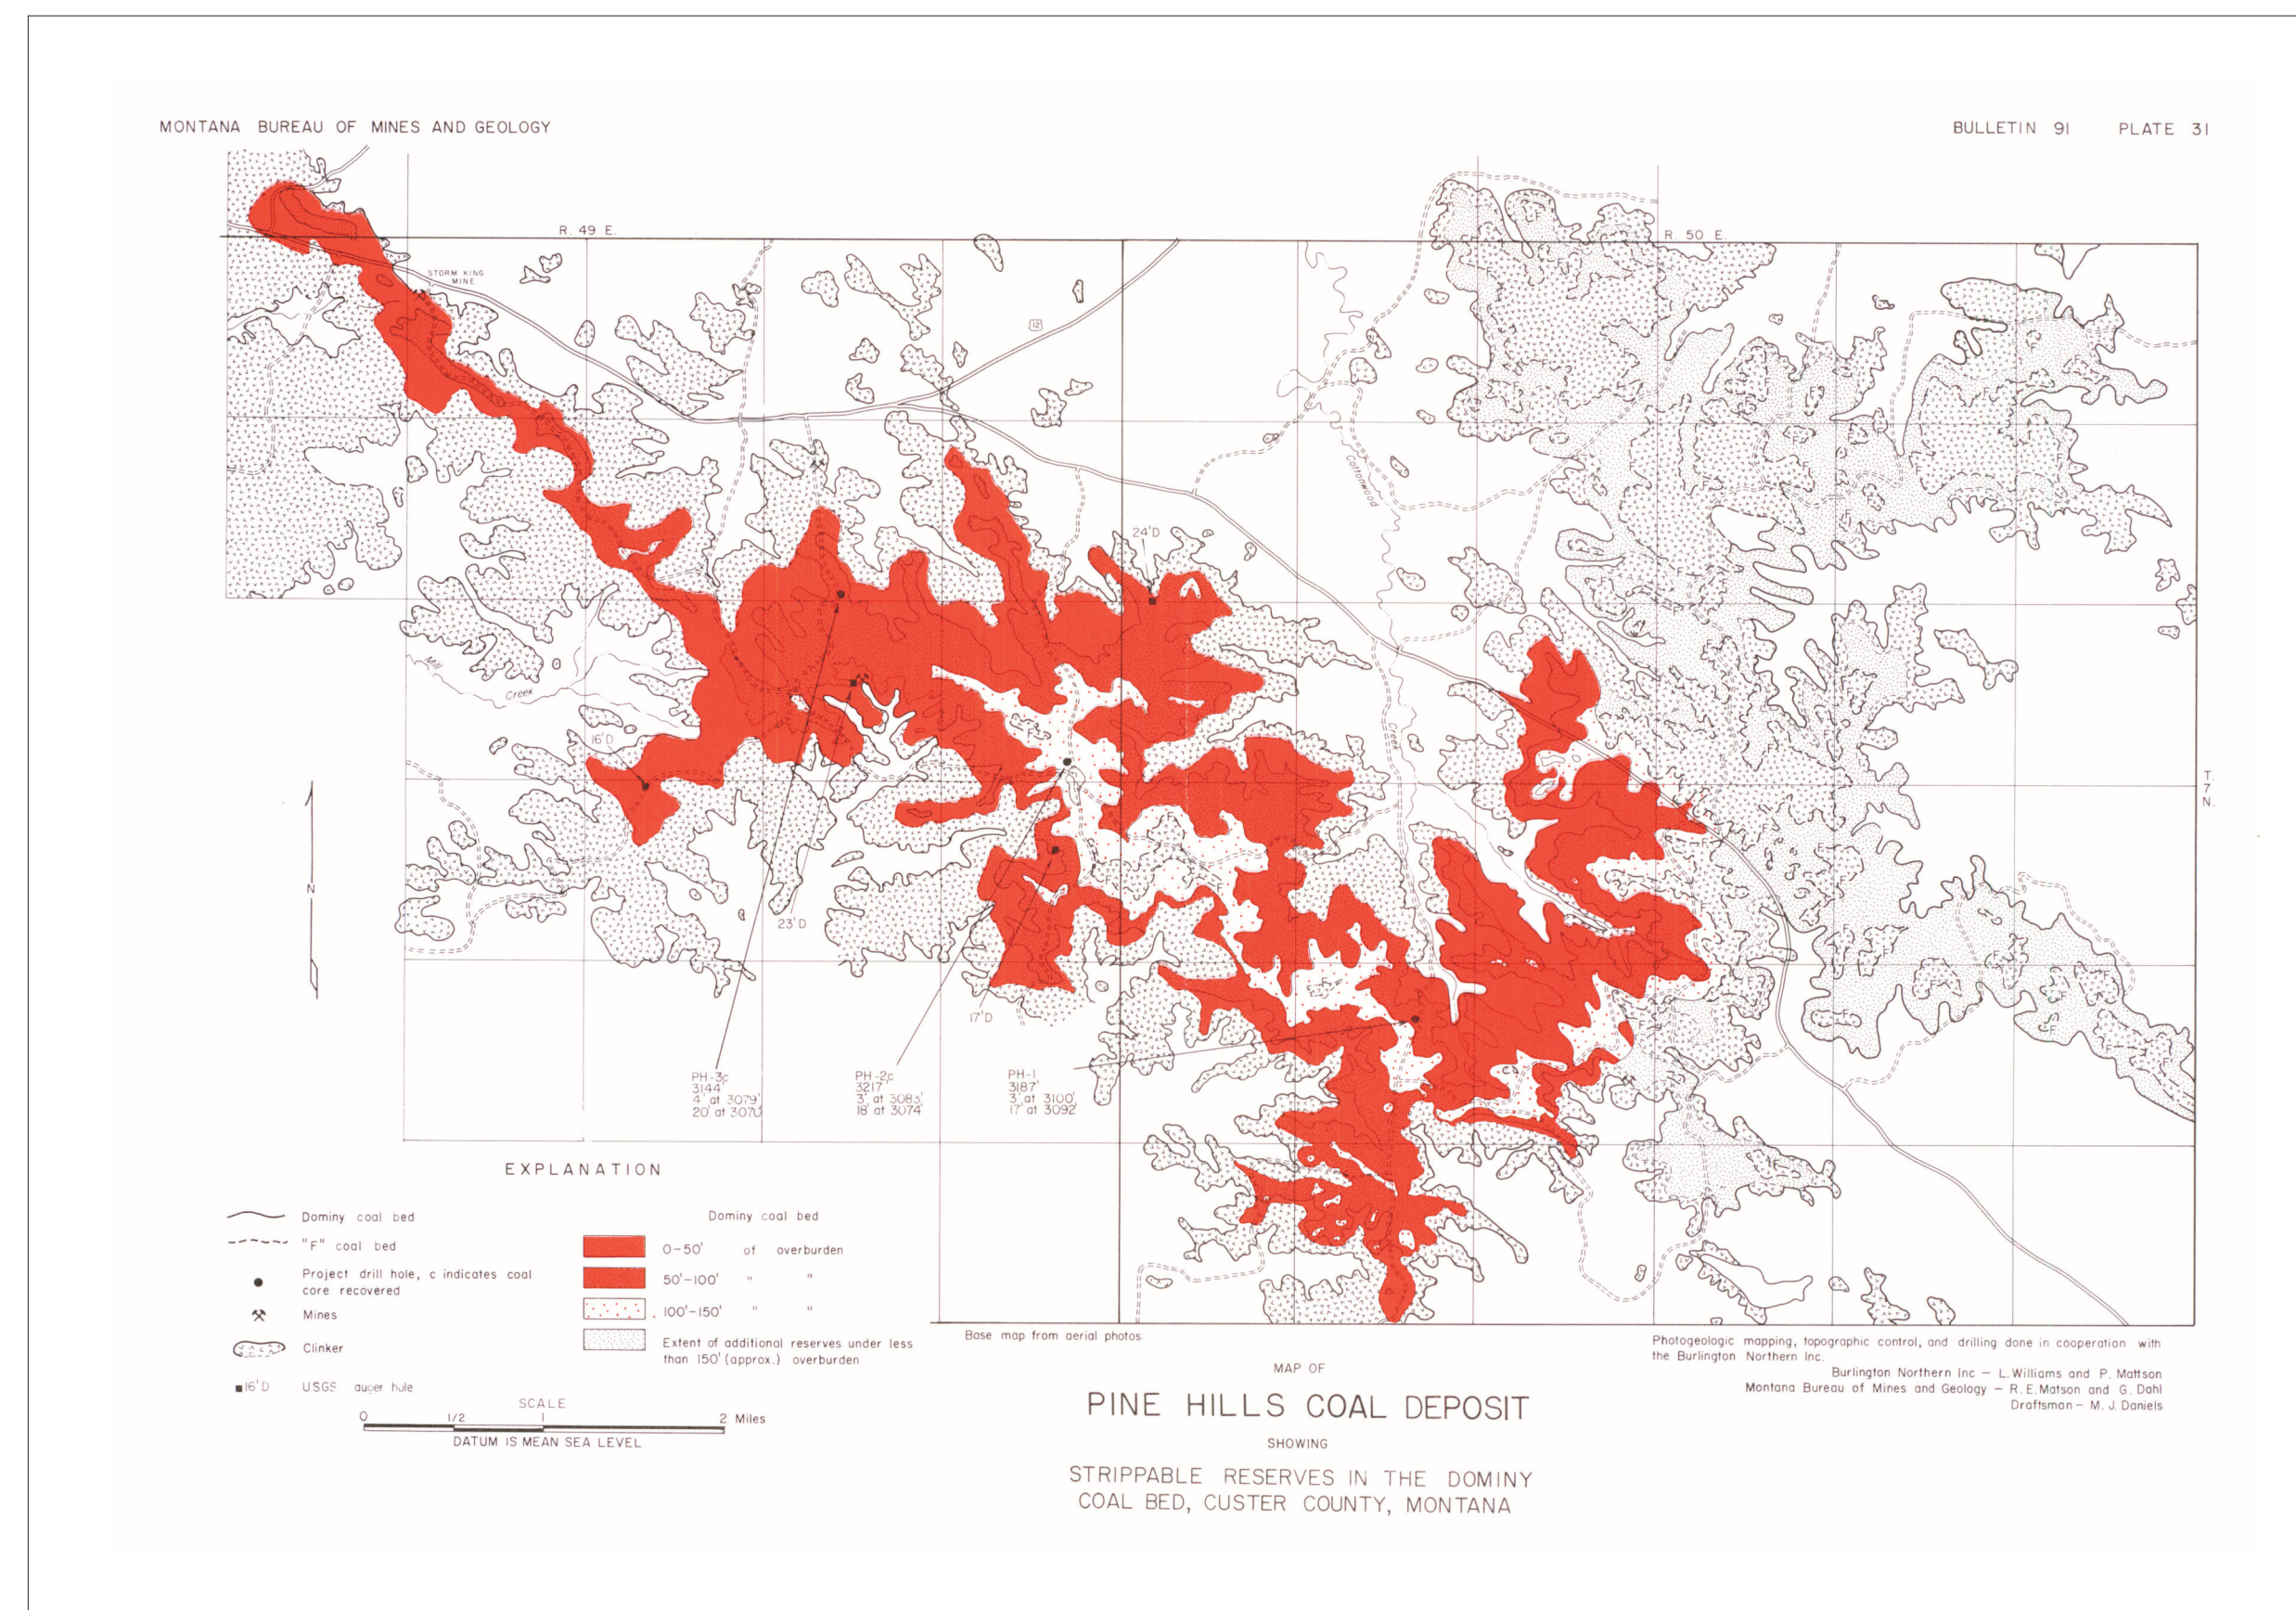 MONTANA BUREAU OF MINES AND GEOLOGY
BULLETIN 91 PLATE 31
R. 49 E.
R. 50 E.
STORM KING
MINE
12
Cottonwood
Creek
24'D
Mill
Creek
16'D
T.
7
N.
N
23'D
17'D
PH-3c
3144'
4' at 3079'
20' at 3070'
PH-2c
3217'
3' at 3083'
18' at 3074'
PH-1
3187'
3' at 3100'
17' at 3092'
F
EXPLANATION
Dominy coal bed
"F" coal bed
Project drill hole, c indicates coal
core recovered
Mines
Clinker
16'D USGS auger hole
Dominy coal bed
0-50' of overburden
50'-100' " "
100'-150' " "
Extent of additional reserves under less
than 150' (approx.) overburden
SCALE
0 1/2 1 2 Miles
DATUM IS MEAN SEA LEVEL
Base map from aerial photos.
MAP OF
PINE HILLS COAL DEPOSIT
SHOWING
STRIPPABLE RESERVES IN THE DOMINY
COAL BED, CUSTER COUNTY, MONTANA
Photogeologic mapping, topographic control, and drilling done in cooperation with
the Burlington Northern Inc.
Burlington Northern Inc — L. Williams and P. Mattson
Montana Bureau of Mines and Geology — R. E. Matson and G. Dahl
Draftsman — M. J. Daniels